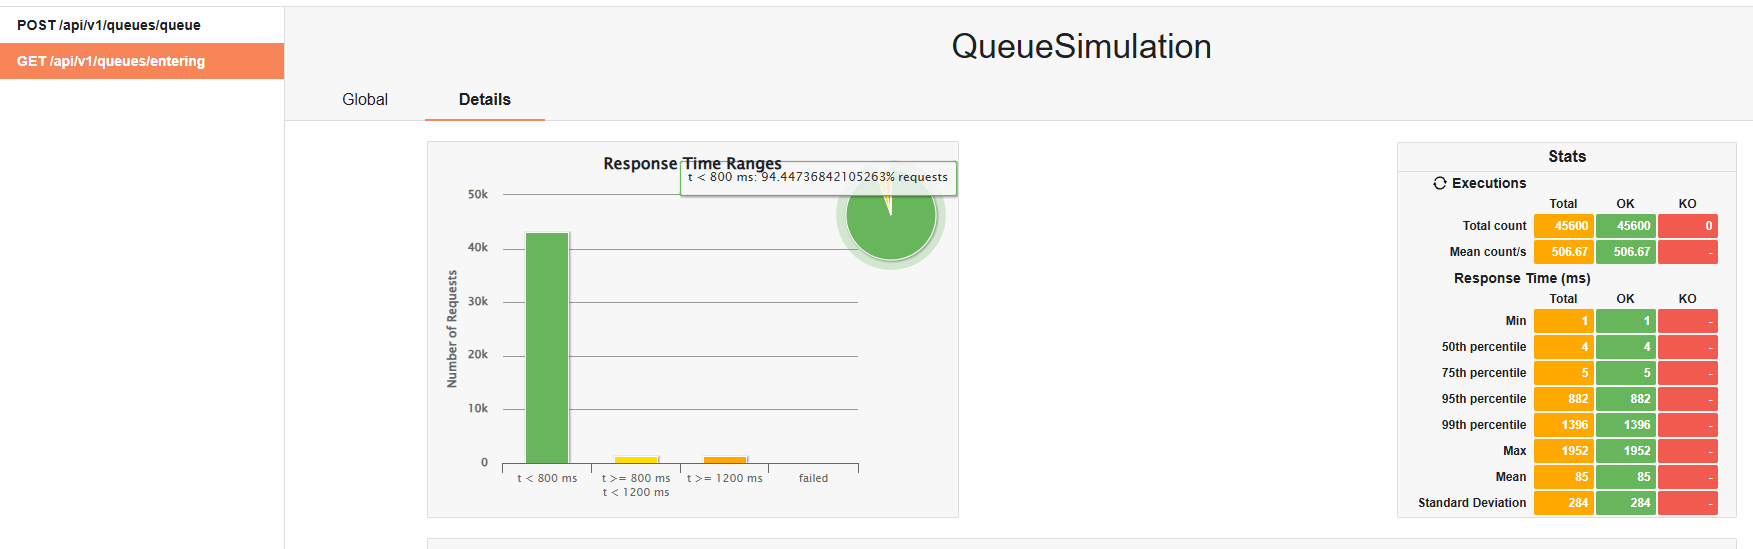 POST /api/v1/queues/queue
GET /api/v1/queues/entering
QueueSimulation
Global
Details
Response Time Ranges
t < 800 ms: 94.44736842105263% requests
Number of Requests
50k
40k
30k
20k
10k
0
t < 800 ms
t >= 800 ms
t < 1200 ms
t >= 1200 ms
failed
Stats
Executions
Total OK KO
Total count 45600 45600 0
Mean count/s 506.67 506.67 -
Response Time (ms)
Total OK KO
Min 1 1 -
50th percentile 4 4 -
75th percentile 5 5 -
95th percentile 882 882 -
99th percentile 1396 1396 -
Max 1952 1952 -
Mean 85 85 -
Standard Deviation 284 284 -